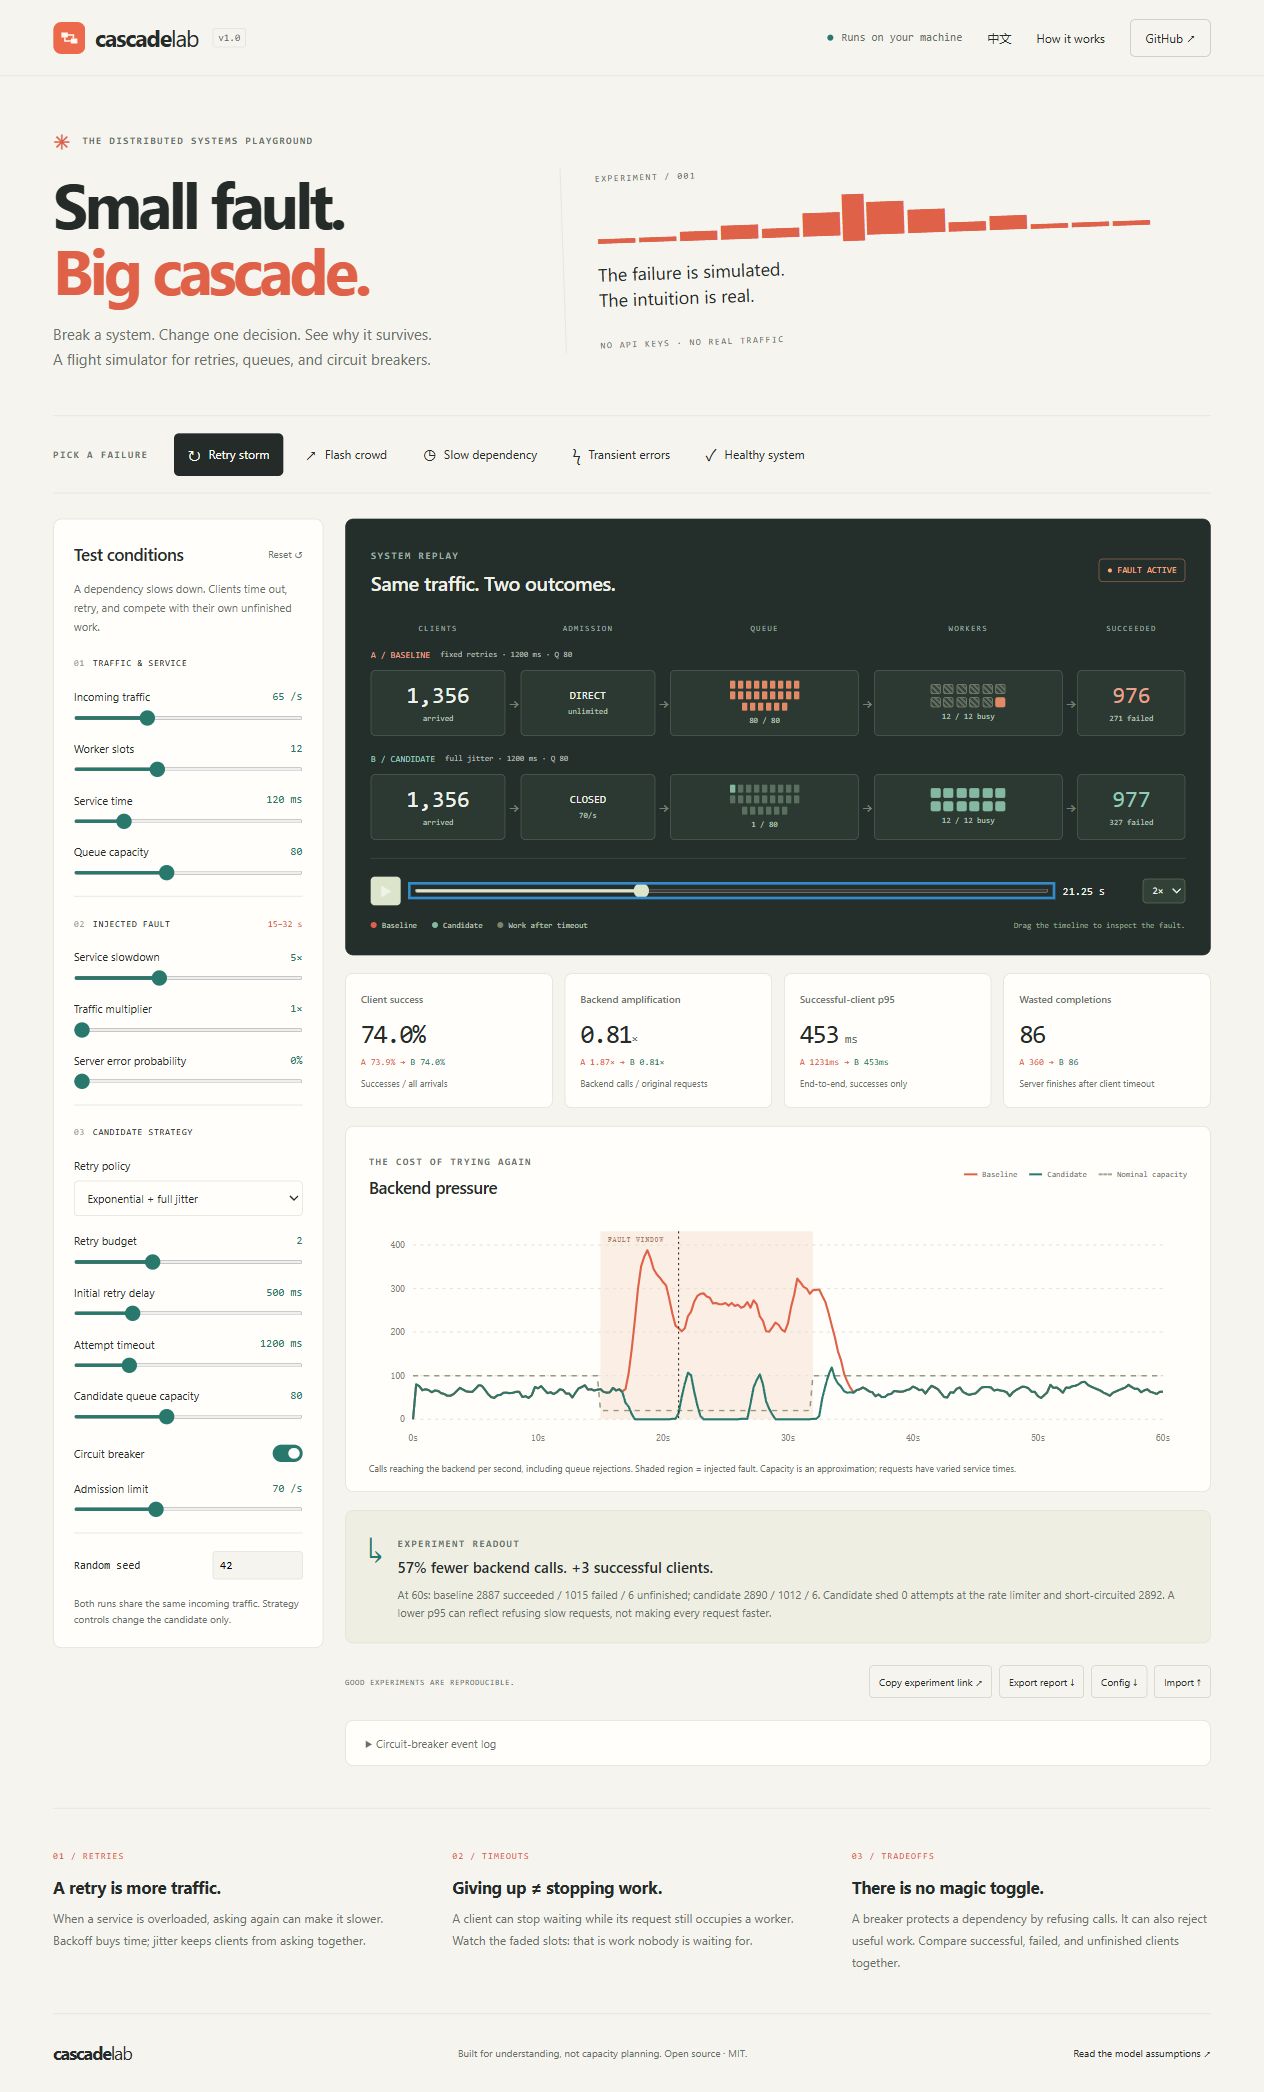 cascadelab v1.0
● Runs on your machine 中文 How it works GitHub ↗
THE DISTRIBUTED SYSTEMS PLAYGROUND
Small fault.
Big cascade.
Break a system. Change one decision. See why it survives.
A flight simulator for retries, queues, and circuit breakers.
EXPERIMENT / 001
The failure is simulated.
The intuition is real.
NO API KEYS · NO REAL TRAFFIC
PICK A FAILURE ↻ Retry storm ↗ Flash crowd ◷ Slow dependency Transient errors ✓ Healthy system
Test conditions Reset ↺
A dependency slows down. Clients time out,
retry, and compete with their own unfinished
work.
01 TRAFFIC & SERVICE
Incoming traffic 65 /s
Worker slots 12
Service time 120 ms
Queue capacity 80
02 INJECTED FAULT 15–32 s
Service slowdown 5×
Traffic multiplier 1×
Server error probability 0%
03 CANDIDATE STRATEGY
Retry policy
Exponential + full jitter
Retry budget 2
Initial retry delay 500 ms
Attempt timeout 1200 ms
Candidate queue capacity 80
Circuit breaker
Admission limit 70 /s
Random seed 42
Both runs share the same incoming traffic. Strategy
controls change the candidate only.
SYSTEM REPLAY
Same traffic. Two outcomes.
● FAULT ACTIVE
CLIENTS ADMISSION QUEUE WORKERS SUCCEEDED
A / BASELINE fixed retries · 1200 ms · Q 80
1,356 → DIRECT → → → 976
arrived unlimited 80 / 80 12 / 12 busy 271 failed
B / CANDIDATE full jitter · 1200 ms · Q 80
1,356 → CLOSED → → → 977
arrived 70/s 1 / 80 12 / 12 busy 327 failed
21.25 s 2×
● Baseline ● Candidate ● Work after timeout Drag the timeline to inspect the fault.
Client success
74.0%
A 73.9% → B 74.0%
Successes / all arrivals
Backend amplification
0.81×
A 1.87× → B 0.81×
Backend calls / original requests
Successful-client p95
453 ms
A 1231ms → B 453ms
End-to-end, successes only
Wasted completions
86
A 360 → B 86
Server finishes after client timeout
THE COST OF TRYING AGAIN
Backend pressure
Baseline Candidate Nominal capacity
FAULT WINDOW
400
300
200
100
0
0s 10s 20s 30s 40s 50s 60s
Calls reaching the backend per second, including queue rejections. Shaded region = injected fault. Capacity is an approximation; requests have varied service times.
↳ EXPERIMENT READOUT
57% fewer backend calls. +3 successful clients.
At 60s: baseline 2887 succeeded / 1015 failed / 6 unfinished; candidate 2890 / 1012 / 6. Candidate shed 0 attempts at the rate limiter and short-circuited 2892. A
lower p95 can reflect refusing slow requests, not making every request faster.
GOOD EXPERIMENTS ARE REPRODUCIBLE.
Copy experiment link ↗ Export report ↓ Config ↓ Import ↑
▶ Circuit-breaker event log
01 / RETRIES
A retry is more traffic.
When a service is overloaded, asking again can make it slower.
Backoff buys time; jitter keeps clients from asking together.
02 / TIMEOUTS
Giving up ≠ stopping work.
A client can stop waiting while its request still occupies a worker.
Watch the faded slots: that is work nobody is waiting for.
03 / TRADEOFFS
There is no magic toggle.
A breaker protects a dependency by refusing calls. It can also reject
useful work. Compare successful, failed, and unfinished clients
together.
cascadelab
Built for understanding, not capacity planning. Open source · MIT.
Read the model assumptions ↗